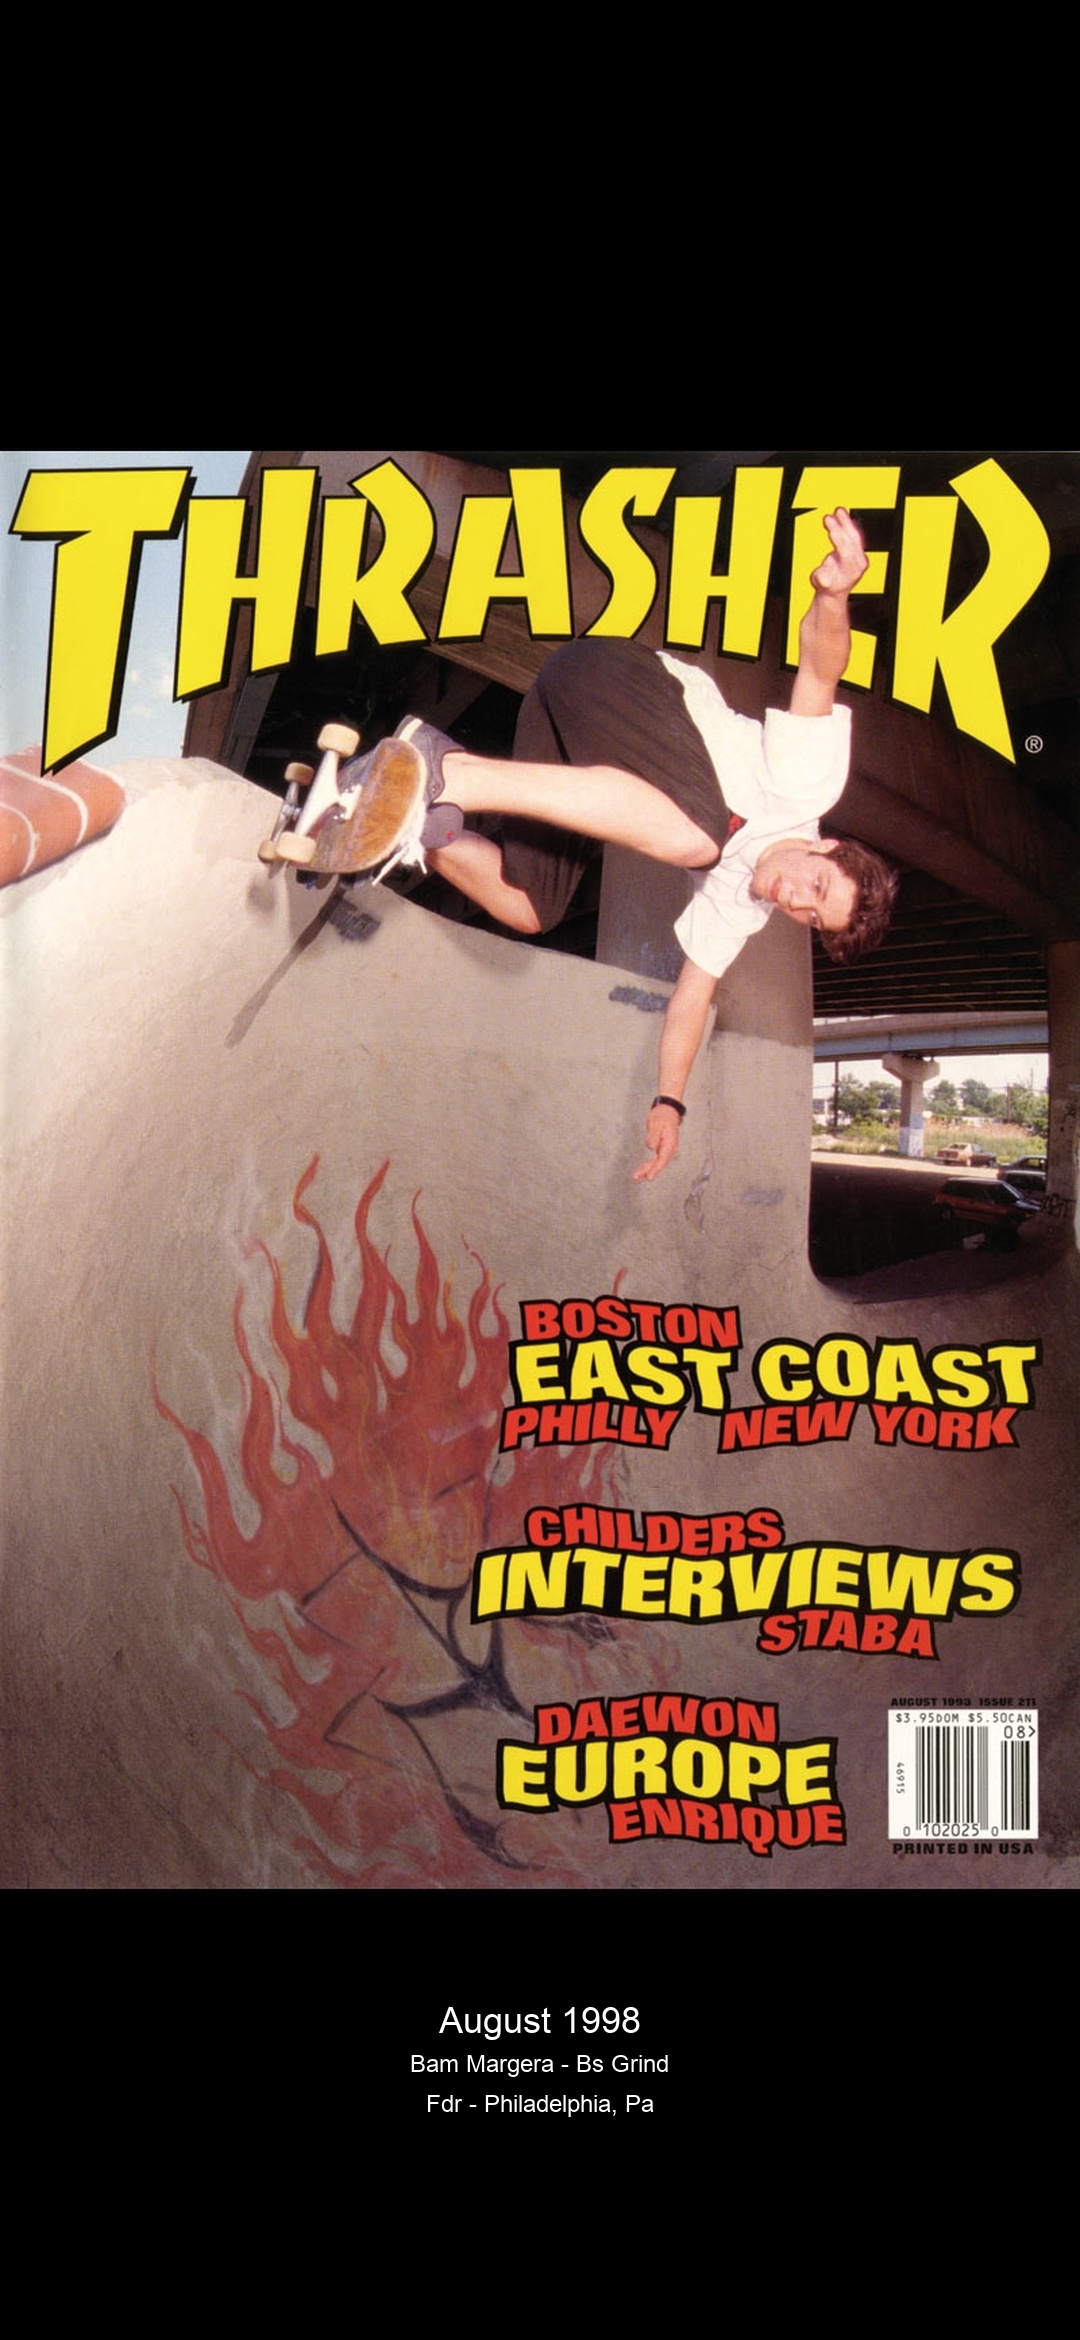 THRASHER
®
BOSTON
EAST COAST
PHILLY NEW YORK
CHILDERS
INTERVIEWS
STABA
DAEWON
EUROPE
ENRIQUE
AUGUST 1998 ISSUE 211
$3.95DOM $5.50CAN
08>
46915
0 102025 0
PRINTED IN USA
August 1998
Bam Margera - Bs Grind
Fdr - Philadelphia, Pa